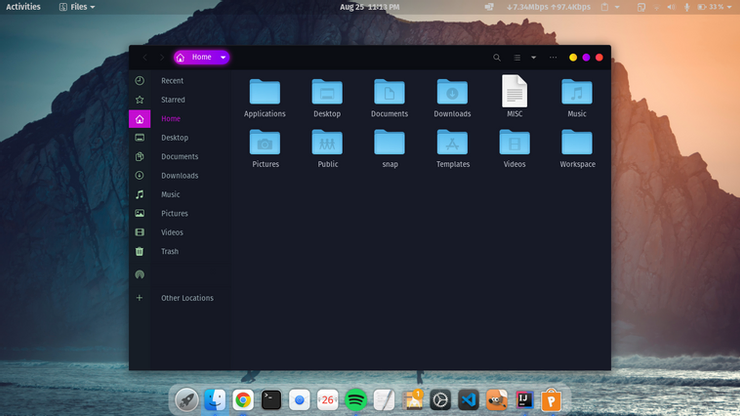 Activities Files Aug 25 11:13 PM ↓7.34Mbps ↑97.4Kbps 33 %
Home
Recent
Starred
Home
Desktop
Documents
Downloads
Music
Pictures
Videos
Trash
Other Locations
Applications Desktop Documents Downloads MISC Music
Pictures Public snap Templates Videos Workspace
26
1
IJ
P